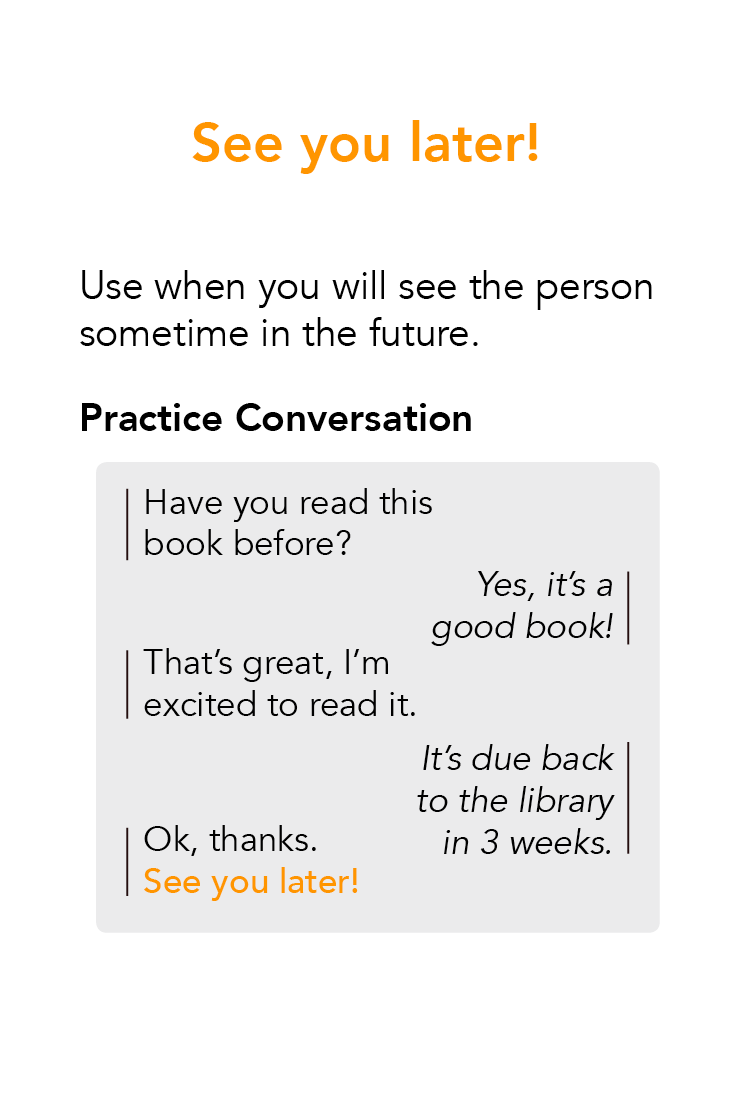 See you later!
Use when you will see the person
sometime in the future.
Practice Conversation
Have you read this
book before?
Yes, it’s a
good book!
That’s great, I’m
excited to read it.
It’s due back
to the library
in 3 weeks.
Ok, thanks.
See you later!